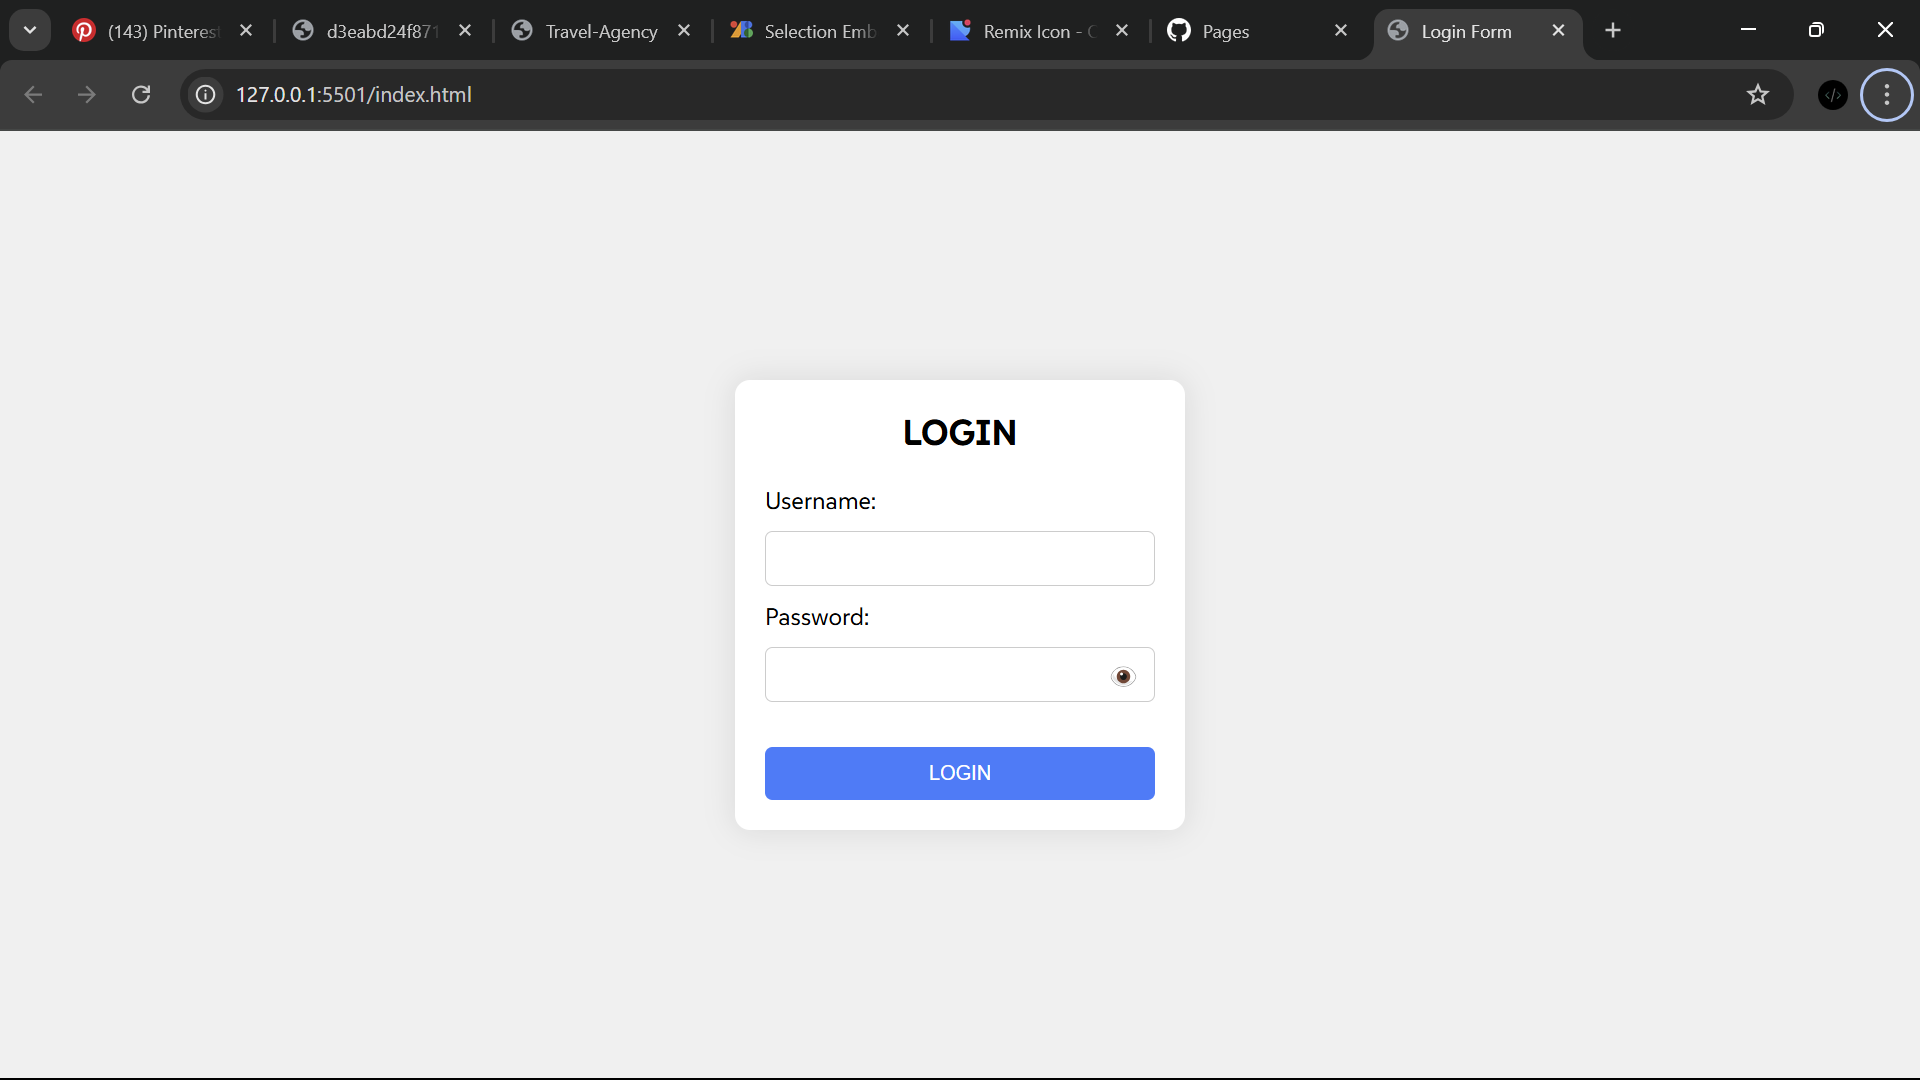 (143) Pinterest
d3eabd24f871
Travel-Agency
Selection Emb
Remix Icon -
Pages
Login Form
127.0.0.1:5501/index.html
LOGIN
Username:
Password:
LOGIN